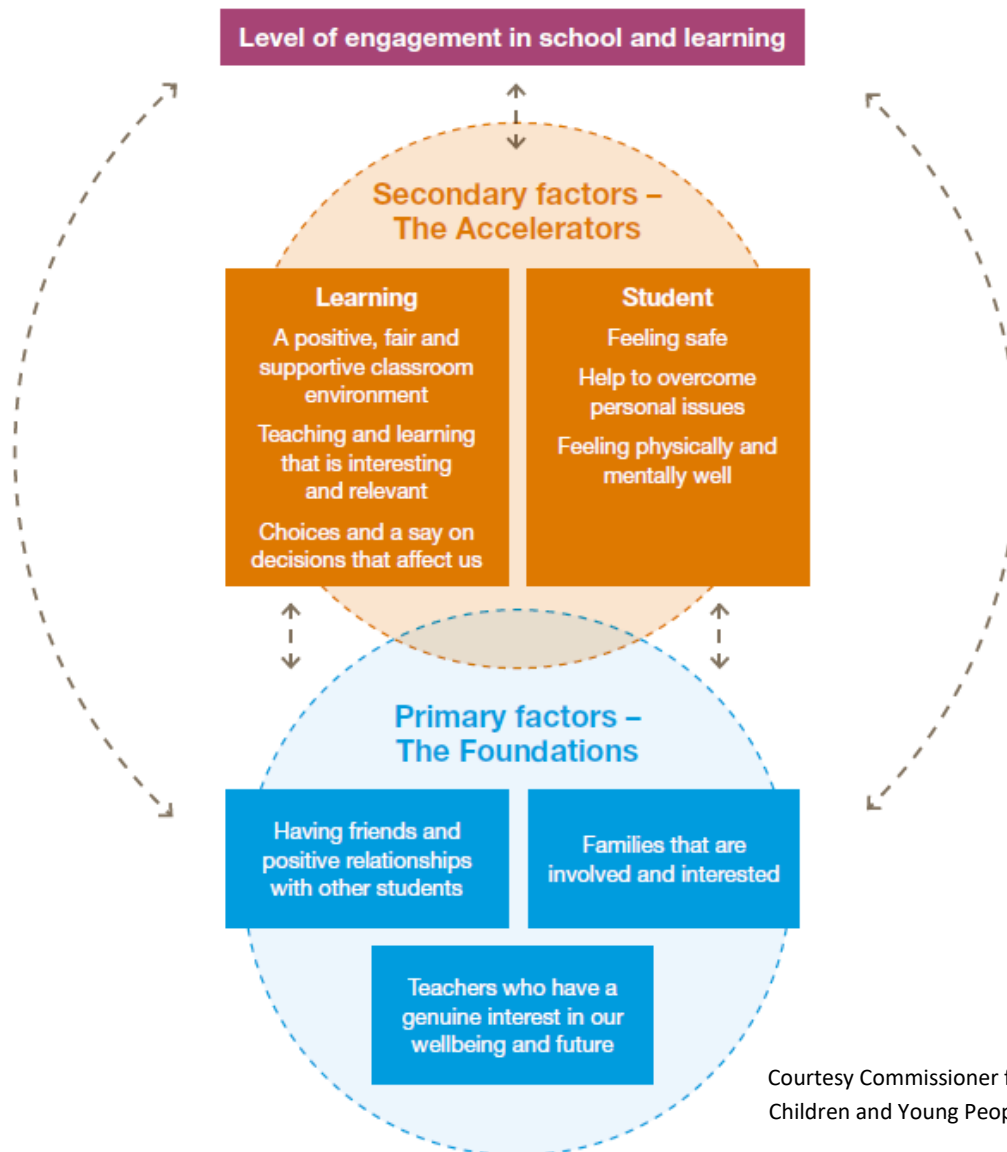 Level of engagement in school and learning
Secondary factors –
The Accelerators
Learning
A positive, fair and
supportive classroom
environment
Teaching and learning
that is interesting
and relevant
Choices and a say on
decisions that affect us
Student
Feeling safe
Help to overcome
personal issues
Feeling physically and
mentally well
Primary factors –
The Foundations
Having friends and
positive relationships
with other students
Families that are
involved and interested
Teachers who have a
genuine interest in our
wellbeing and future
Courtesy Commissioner
Children and Young